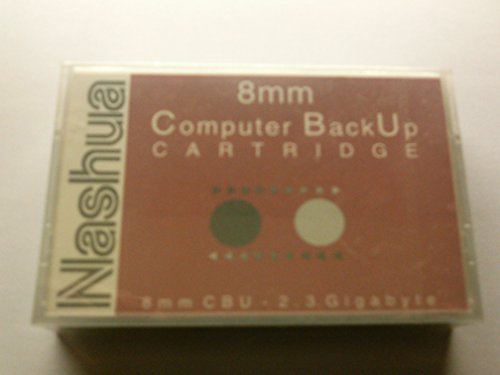 Nashua
8mm
Computer BackUp
CARTRIDGE
8mm CBU - 2.3 Gigabyte